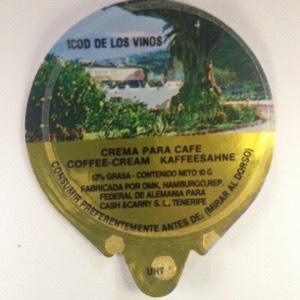 ICOD DE LOS VINOS
CREMA PARA CAFE
COFFEE-CREAM KAFFEESAHNE
12% GRASA - CONTENIDO NETO 10 G
FABRICADA POR DMK, HAMBURGO, REP.
FEDERAL DE ALEMANIA PARA
CASH &CARRY S. L., TENERIFE
CONSUMIR PREFERENTEMENTE ANTES DE: (MIRAR AL DORSO)
UHT